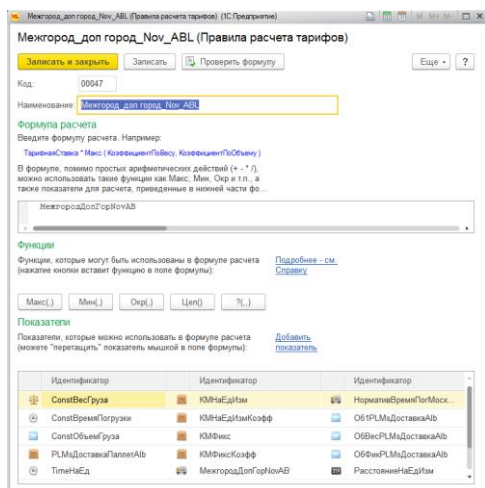 Межгород_доп город_Nov_ABL (Правила расчета тарифов) (1С:Предприятие)
M M+ M-
Межгород_доп город_Nov_ABL (Правила расчета тарифов)
Записать и закрыть Записать Проверить формулу Еще ?
Код: 00047
Наименование: Межгород_доп город_Nov_ABL
Формула расчета
Введите формулу расчета. Например:
ТарифнаяСтавка * Макс ( КоэффициентПоВесу, КоэффициентПоОбъему )
В формуле, помимо простых арифметических действий (+ - * /),
можно использовать такие функции как Макс, Мин, Окр и т.п., а
также показатели для расчета, приведенные в нижней части фо...
МежгородДопГорNovAB
Функции
Функции, которые могут быть использованы в формуле расчета Подробнее - см.
(нажатие кнопки вставит функцию в поле формулы): Справку
Макс(,) Мин(,) Окр(,) Цел() ?(,,)
Показатели
Показатели, которые можно использовать в формуле расчета Добавить
(можете "перетащить" показатель мышкой в поле формулы): показатель
Идентификатор Идентификатор Идентификатор
ConstВесГруза КМНаЕдИзм НормативВремяПогМоск...
ConstВремяПогрузки КМНаЕдИзмКоэфф Об1PLMsДоставкаAlb
ConstОбъемГруза КМФикс ОбВесPLMsДоставкаAlb
PLMsДоставкаПаллетAlb КМФиксКоэфф ОбФикPLMsДоставкаAlb
TimeНаЕд МежгородДопГорNovAB РасстояниеНаЕдИзм